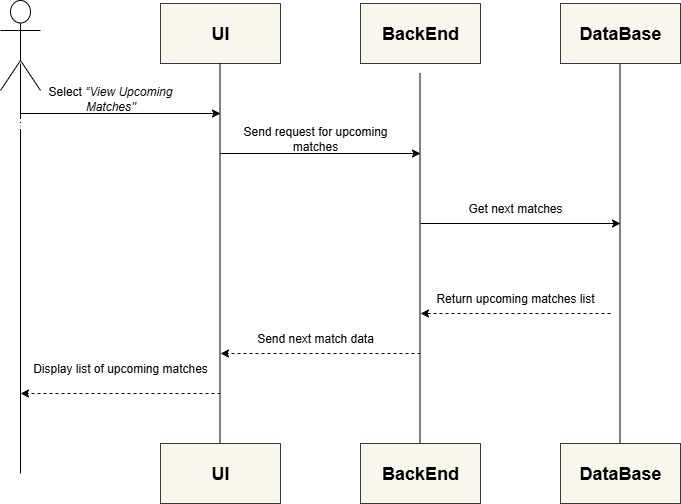 UI
BackEnd
DataBase
Select “View Upcoming
Matches"
Send request for upcoming
matches
Get next matches
Return upcoming matches list
Send next match data
Display list of upcoming matches
UI
BackEnd
DataBase